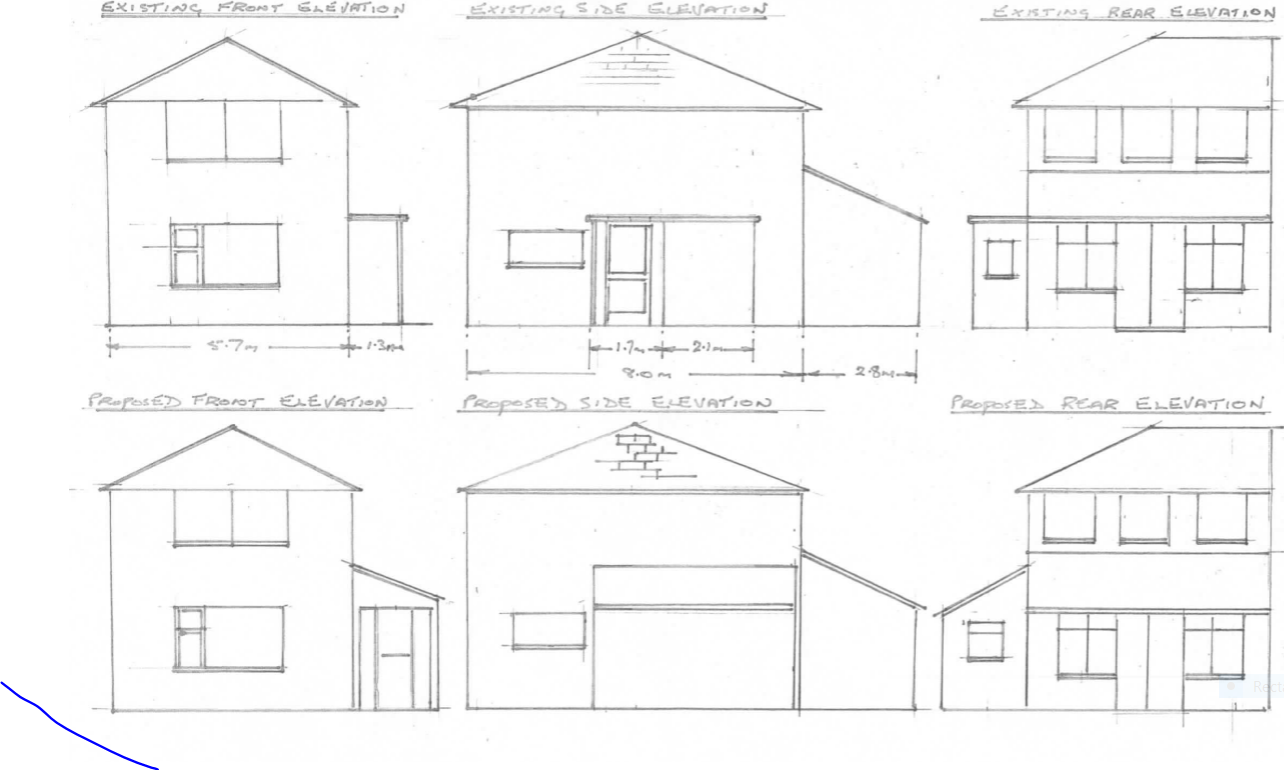 EXISTING FRONT ELEVATION
EXISTING SIDE ELEVATION
EXISTING REAR ELEVATION
5.7m
1.3m
1.7m
2.1m
8.0m
2.8m
PROPOSED FRONT ELEVATION
PROPOSED SIDE ELEVATION
PROPOSED REAR ELEVATION